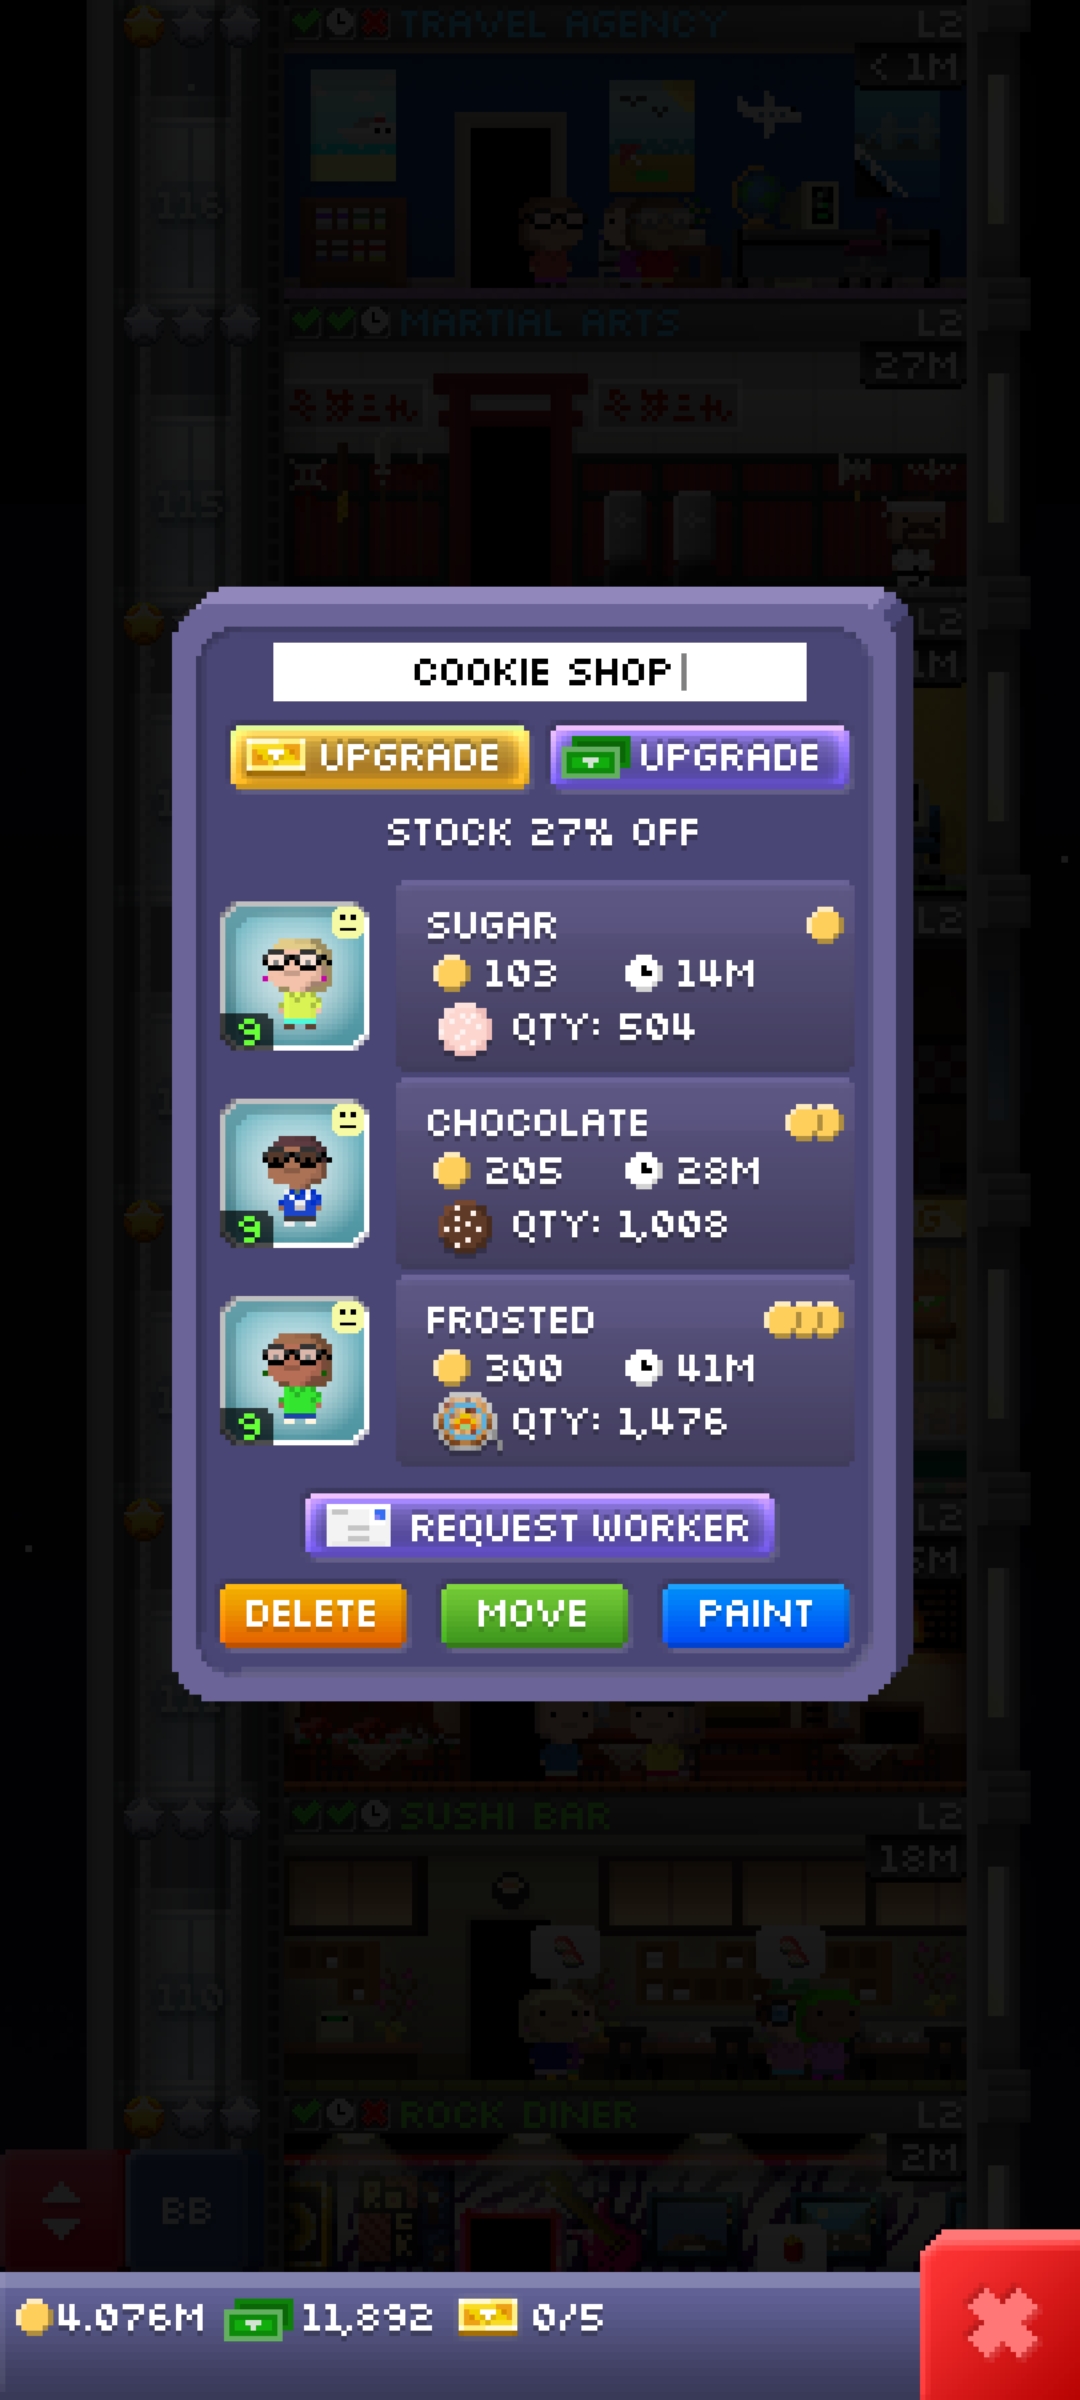 TRAVEL AGENCY
L2
< 1M
116
MARTIAL ARTS
L2
27M
115
L2
1M
COOKIE SHOP
UPGRADE
UPGRADE
STOCK 27% OFF
L2
SUGAR
103
14M
QTY: 504
9
CHOCOLATE
205
28M
QTY: 1,008
9
FROSTED
300
41M
QTY: 1,476
9
REQUEST WORKER
L2
DELETE
MOVE
PAINT
SUSHI BAR
L2
18M
110
ROCK DINER
L2
2M
BB
4.076M
11,892
0/5